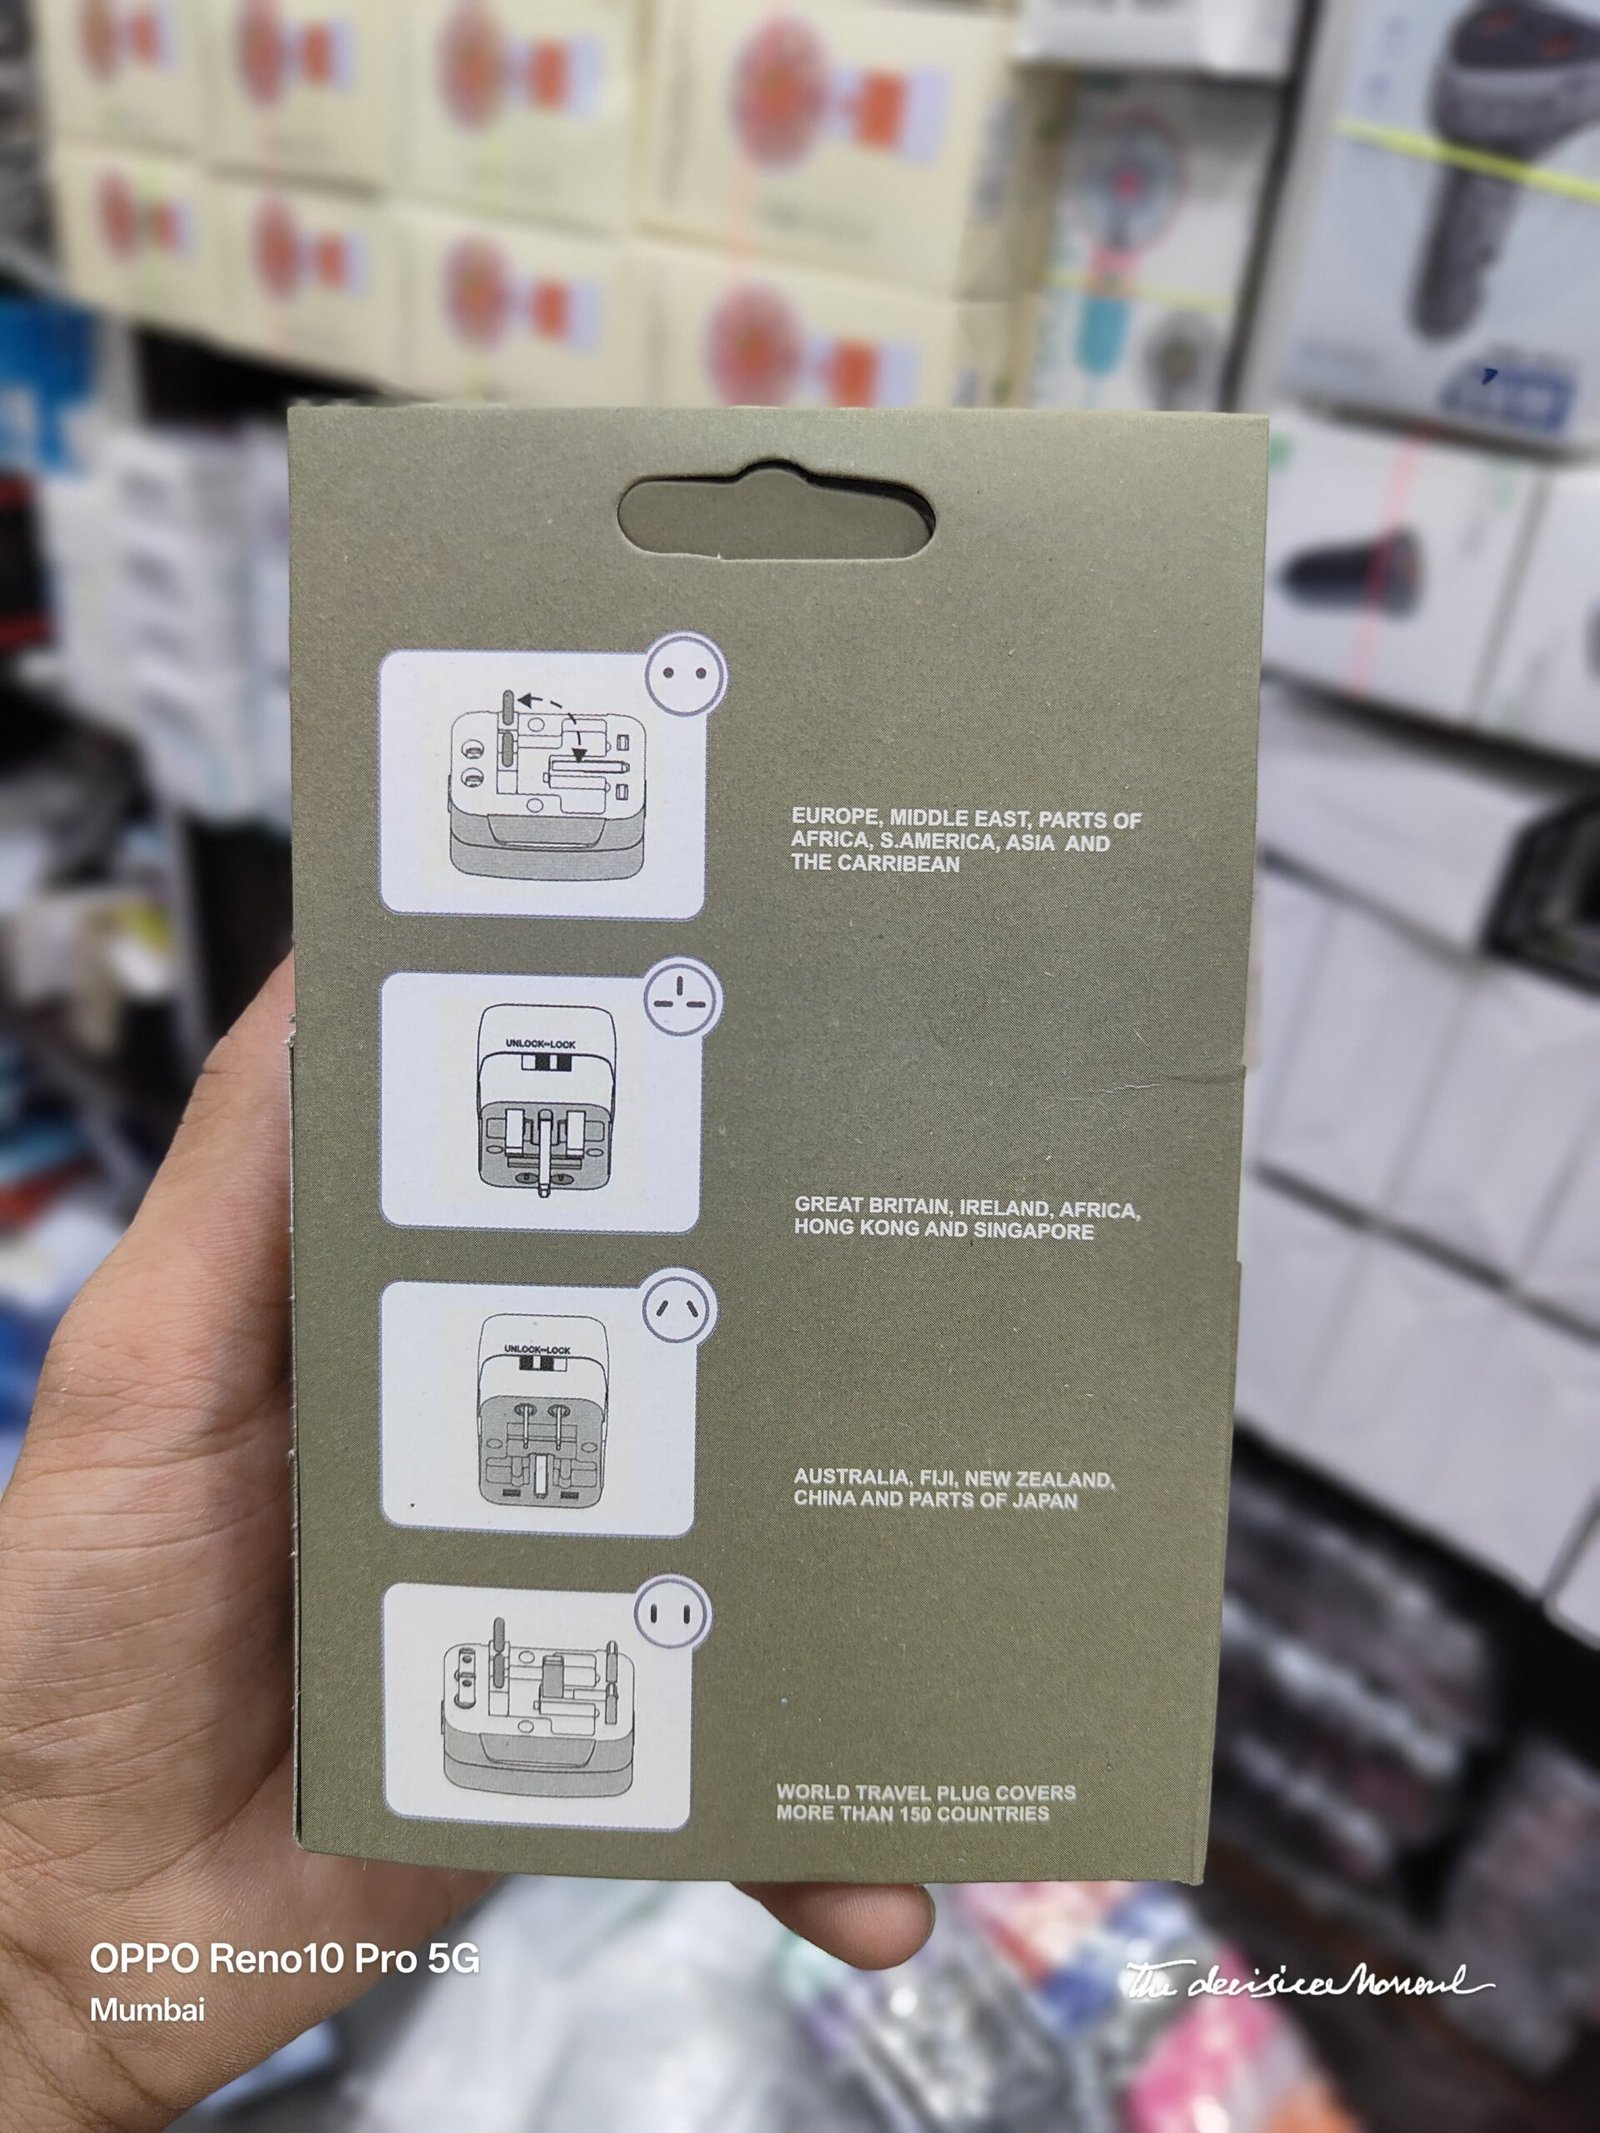 EUROPE, MIDDLE EAST, PARTS OF
AFRICA, S.AMERICA, ASIA AND
THE CARRIBEAN
UNLOCK↔LOCK
GREAT BRITAIN, IRELAND, AFRICA,
HONG KONG AND SINGAPORE
UNLOCK↔LOCK
AUSTRALIA, FIJI, NEW ZEALAND,
CHINA AND PARTS OF JAPAN
WORLD TRAVEL PLUG COVERS
MORE THAN 150 COUNTRIES
OPPO Reno10 Pro 5G
Mumbai